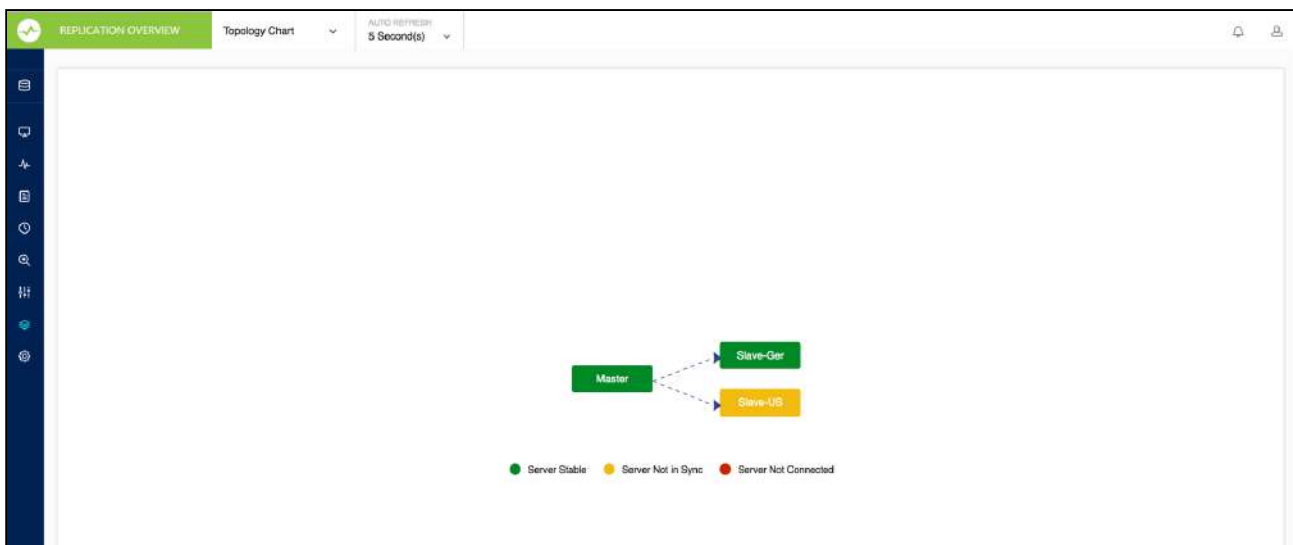 REPLICATION OVERVIEW
Topology Chart
AUTO REFRESH
5 Second(s)
Slave-Ger
Master
Slave-US
Server Stable
Server Not in Sync
Server Not Connected